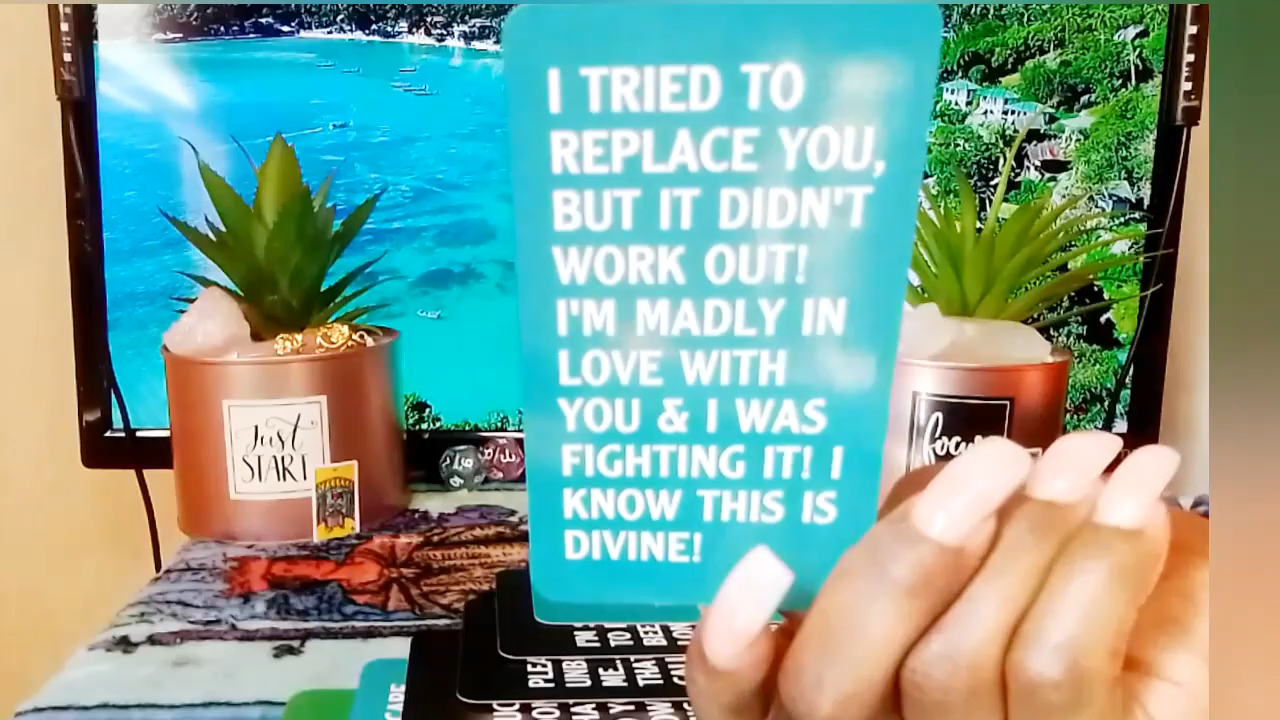 I TRIED TO
REPLACE YOU,
BUT IT DIDN'T
WORK OUT!
I'M MADLY IN
LOVE WITH
YOU & I WAS
FIGHTING IT! I
KNOW THIS IS
DIVINE!
Just
START
focus